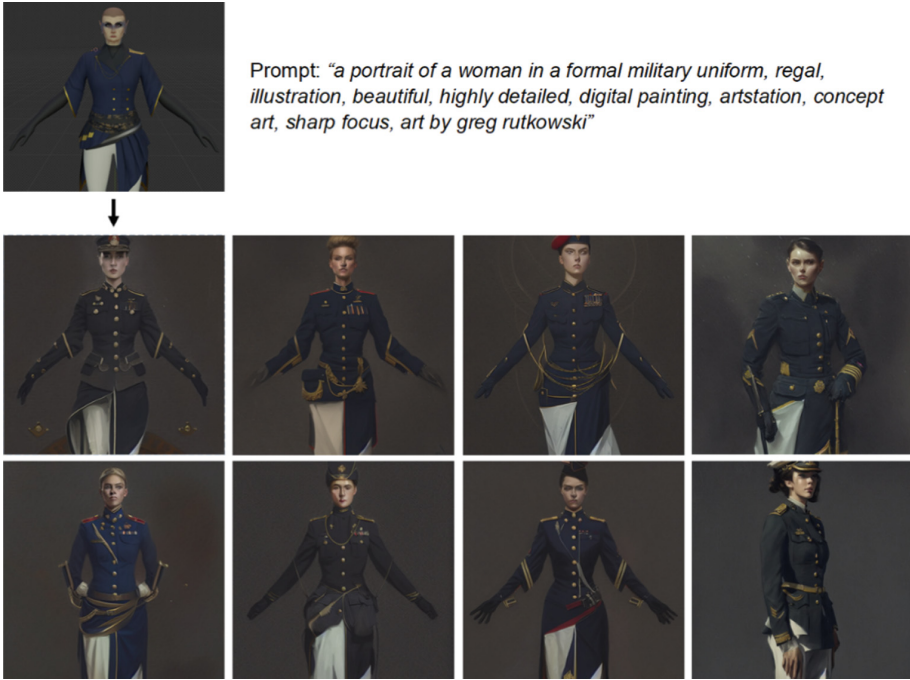 Prompt: “a portrait of a woman in a formal military uniform, regal,
illustration, beautiful, highly detailed, digital painting, artstation, concept
art, sharp focus, art by greg rutkowski”